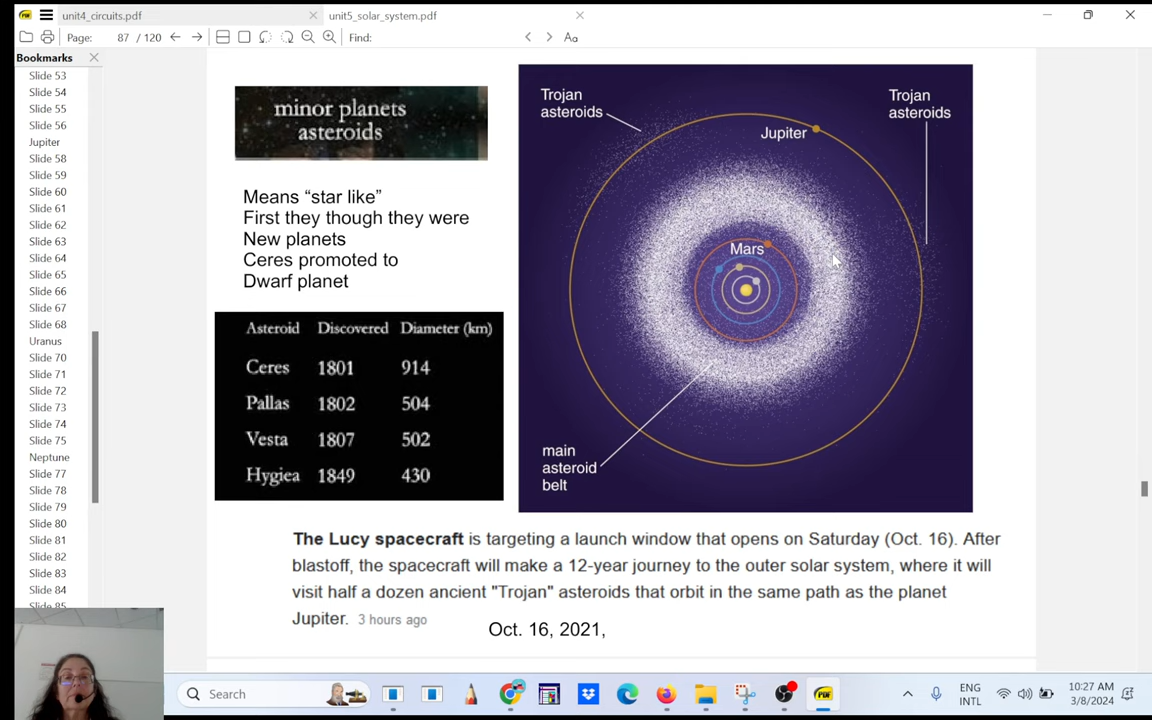 unit4_circuits.pdf
unit5_solar_system.pdf
Page: 87 / 120
Find:
Aa
Bookmarks
Slide 53
Slide 54
Slide 55
Slide 56
Jupiter
Slide 58
Slide 59
Slide 60
Slide 61
Slide 62
Slide 63
Slide 64
Slide 65
Slide 66
Slide 67
Slide 68
Uranus
Slide 70
Slide 71
Slide 72
Slide 73
Slide 74
Slide 75
Neptune
Slide 77
Slide 78
Slide 79
Slide 80
Slide 81
Slide 82
Slide 83
Slide 84
Slide 85
minor planets
asteroids
Means “star like”
First they though they were
New planets
Ceres promoted to
Dwarf planet
Asteroid Discovered Diameter (km)
Ceres 1801 914
Pallas 1802 504
Vesta 1807 502
Hygiea 1849 430
Trojan
asteroids
Jupiter
Trojan
asteroids
Mars
main
asteroid
belt
The Lucy spacecraft is targeting a launch window that opens on Saturday (Oct. 16). After
blastoff, the spacecraft will make a 12-year journey to the outer solar system, where it will
visit half a dozen ancient "Trojan" asteroids that orbit in the same path as the planet
Jupiter. 3 hours ago
Oct. 16, 2021,
Search
PDF
ENG
INTL
10:27 AM
3/8/2024